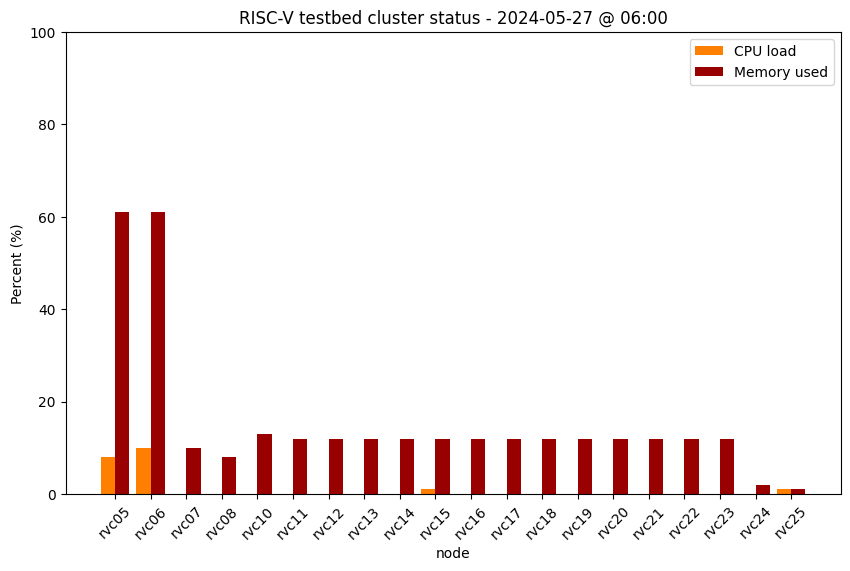 RISC-V testbed cluster status - 2024-05-27 @ 06:00
100
80
60
40
20
0
Percent (%)
CPU load
Memory used
rvc05 rvc06 rvc07 rvc08 rvc10 rvc11 rvc12 rvc13 rvc14 rvc15 rvc16 rvc17 rvc18 rvc19 rvc20 rvc21 rvc22 rvc23 rvc24 rvc25
node